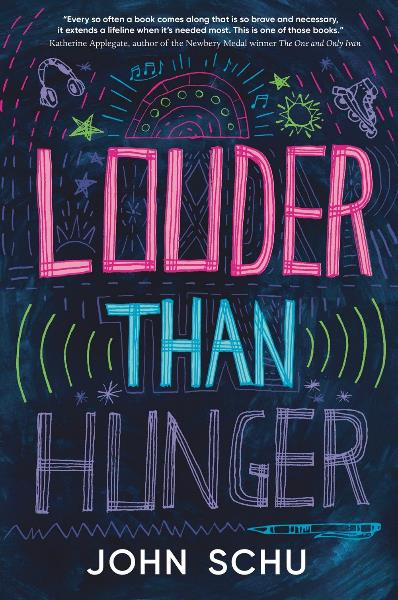 “Every so often a book comes along that is so brave and necessary,
it extends a lifeline when it’s needed most. This is one of those books.”
Katherine Applegate, author of the Newbery Medal winner The One and Only Ivan
LOUDER
THAN
HUNGER
JOHN SCHU